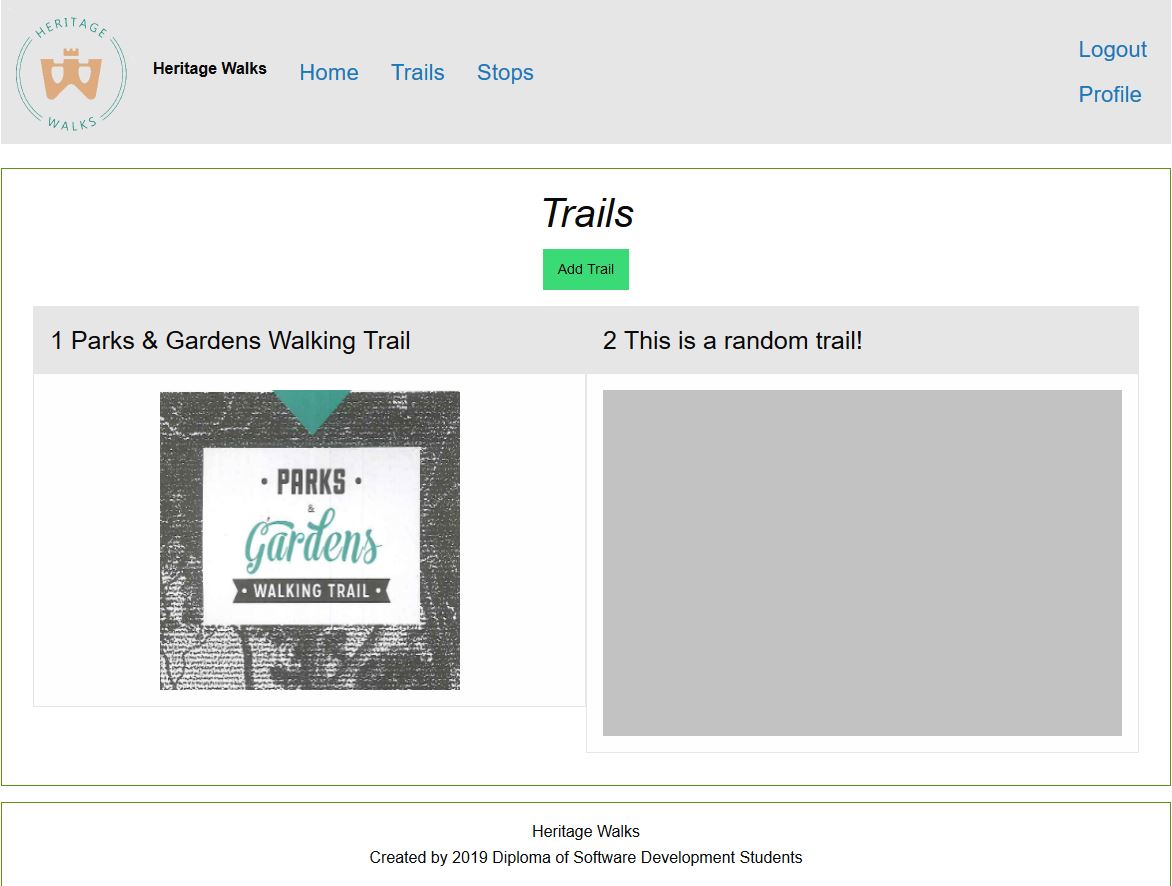 HERITAGE
WALKS
Heritage Walks
Home
Trails
Stops
Logout
Profile
Trails
Add Trail
1 Parks & Gardens Walking Trail
2 This is a random trail!
• PARKS •
&
Gardens
• WALKING TRAIL •
Heritage Walks
Created by 2019 Diploma of Software Development Students